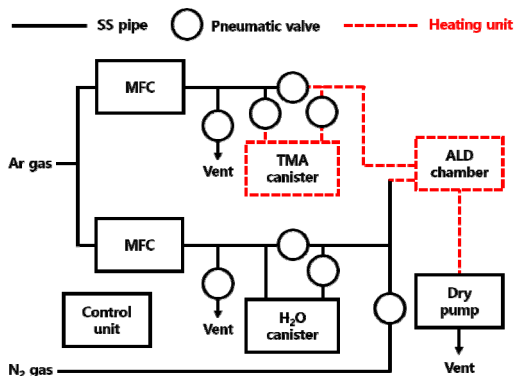 SS pipe
Pneumatic valve
Heating unit
MFC
Vent
TMA
canister
ALD
chamber
Ar gas
MFC
Vent
H₂O
canister
Control
unit
Dry
pump
Vent
N₂ gas